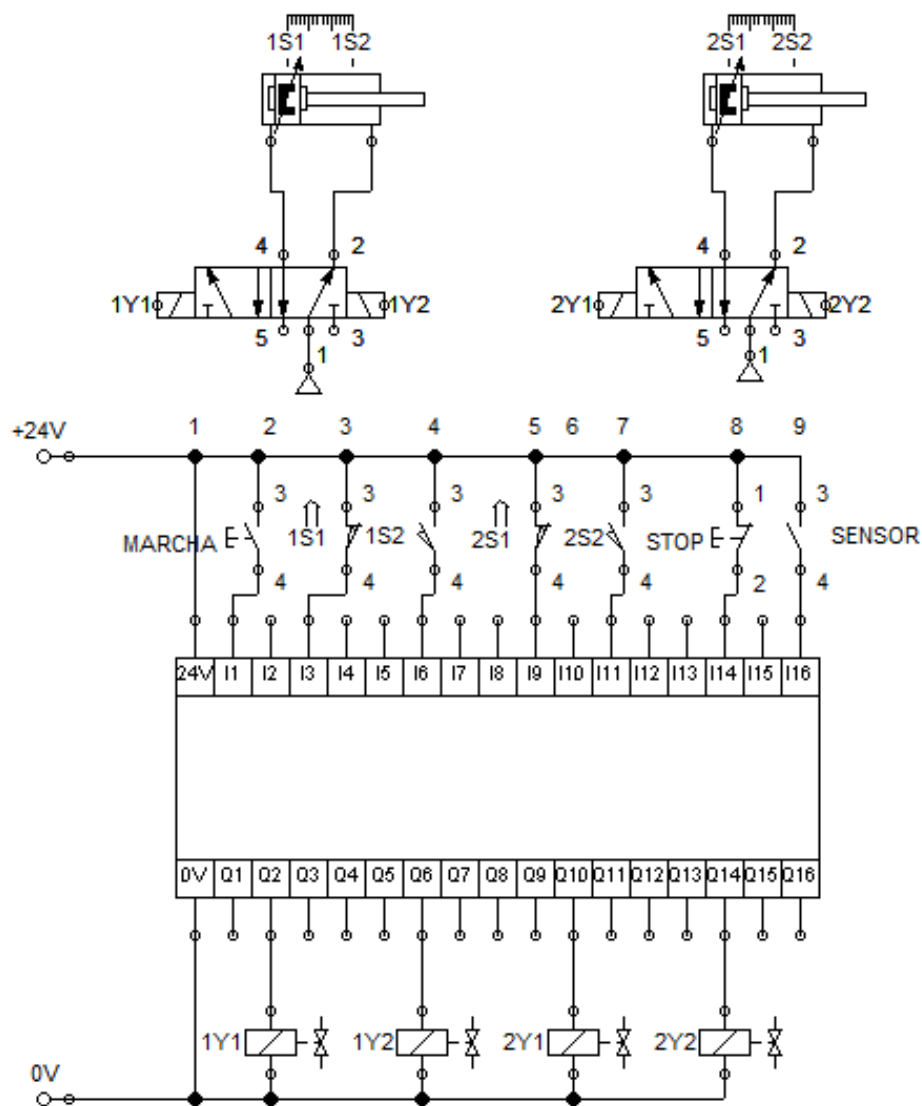 1S1 1S2 2S1 2S2
4 2 4 2
1Y1 1Y2 2Y1 2Y2
5 3 5 3
1 1
+24V 1 2 3 4 5 6 7 8 9
3 3 3 3 3 1 3
MARCHA 1S1 1S2 2S1 2S2 STOP SENSOR
4 4 4 4 4 2 4
24V I1 I2 I3 I4 I5 I6 I7 I8 I9 I10 I11 I12 I13 I14 I15 I16
0V Q1 Q2 Q3 Q4 Q5 Q6 Q7 Q8 Q9 Q10 Q11 Q12 Q13 Q14 Q15 Q16
1Y1 1Y2 2Y1 2Y2
0V